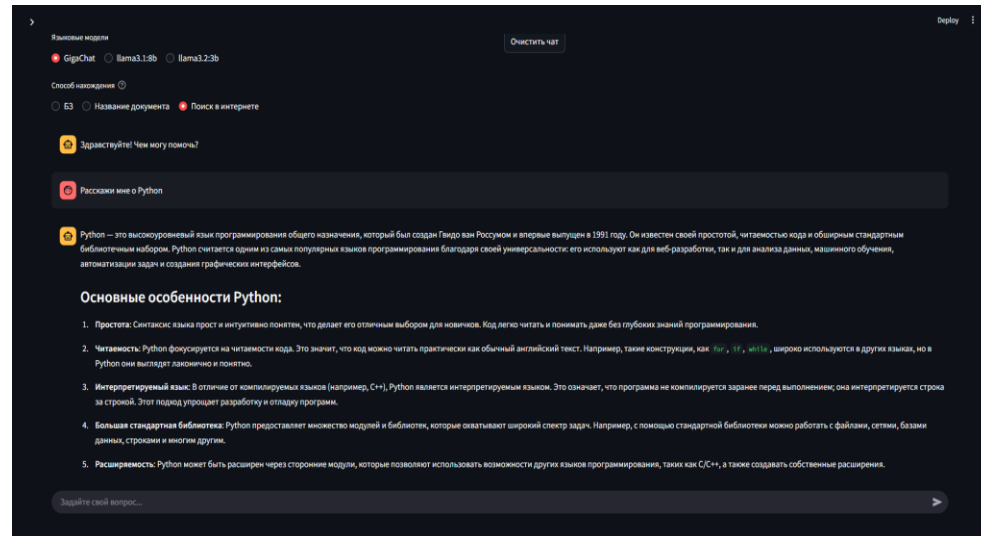 Deploy
Языковые модели
Очистить чат
GigaChat llama3.1:8b llama3.2:3b
Способ нахождения
БЗ Название документа Поиск в интернете
Здравствуйте! Чем могу помочь?
Расскажи мне о Python
Python — это высокоуровневый язык программирования общего назначения, который был создан Гвидо ван Россумом и впервые выпущен в 1991 году. Он известен своей простотой, читаемостью кода и обширным стандартным
библиотечным набором. Python считается одним из самых популярных языков программирования благодаря своей универсальности: его используют как для веб-разработки, так и для анализа данных, машинного обучения,
автоматизации задач и создания графических интерфейсов.
Основные особенности Python:
1. Простота: Синтаксис языка прост и интуитивно понятен, что делает его отличным выбором для новичков. Код легко читать и понимать даже без глубоких знаний программирования.
2. Читаемость: Python фокусируется на читаемости кода. Это значит, что код можно читать практически как обычный английский текст. Например, такие конструкции, как for, if, while, широко используются в других языках, но в
Python они выглядят лаконично и понятно.
3. Интерпретируемый язык: В отличие от компилируемых языков (например, C++), Python является интерпретируемым языком. Это означает, что программа не компилируется заранее перед выполнением; она интерпретируется строка
за строкой. Этот подход упрощает разработку и отладку программ.
4. Большая стандартная библиотека: Python предоставляет множество модулей и библиотек, которые охватывают широкий спектр задач. Например, с помощью стандартной библиотеки можно работать с файлами, сетями, базами
данных, строками и многим другим.
5. Расширяемость: Python может быть расширен через сторонние модули, которые позволяют использовать возможности других языков программирования, таких как C/C++, а также создавать собственные расширения.
Задайте свой вопрос...